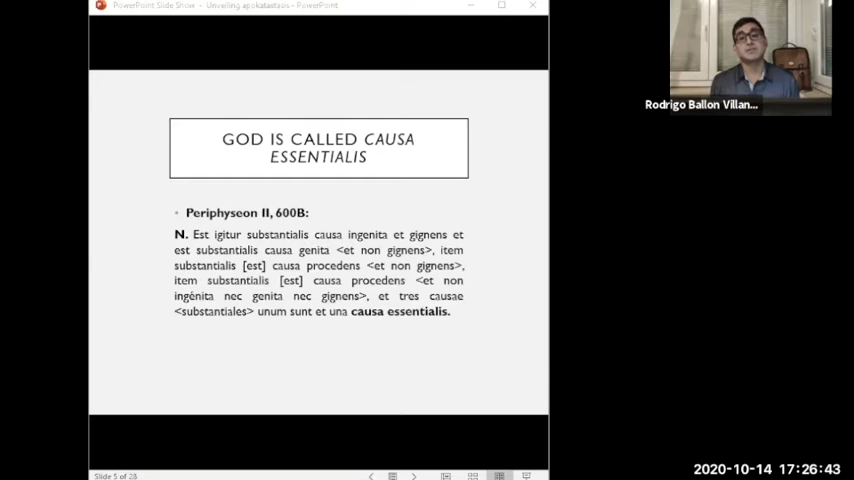 PowerPoint Slide Show - Unveiling apokatastasis - PowerPoint
GOD IS CALLED CAUSA
ESSENTIALIS
Periphyseon II, 600B:
N. Est igitur substantialis causa ingenita et gignens et
est substantialis causa genita <et non gignens>, item
substantialis [est] causa procedens <et non gignens>,
item substantialis [est] causa procedens <et non
ingénita nec genita nec gignens>, et tres causae
<substantiales> unum sunt et una causa essentialis.
Rodrigo Ballon Villan...
Slide 5 of 28
2020-10-14 17:26:43